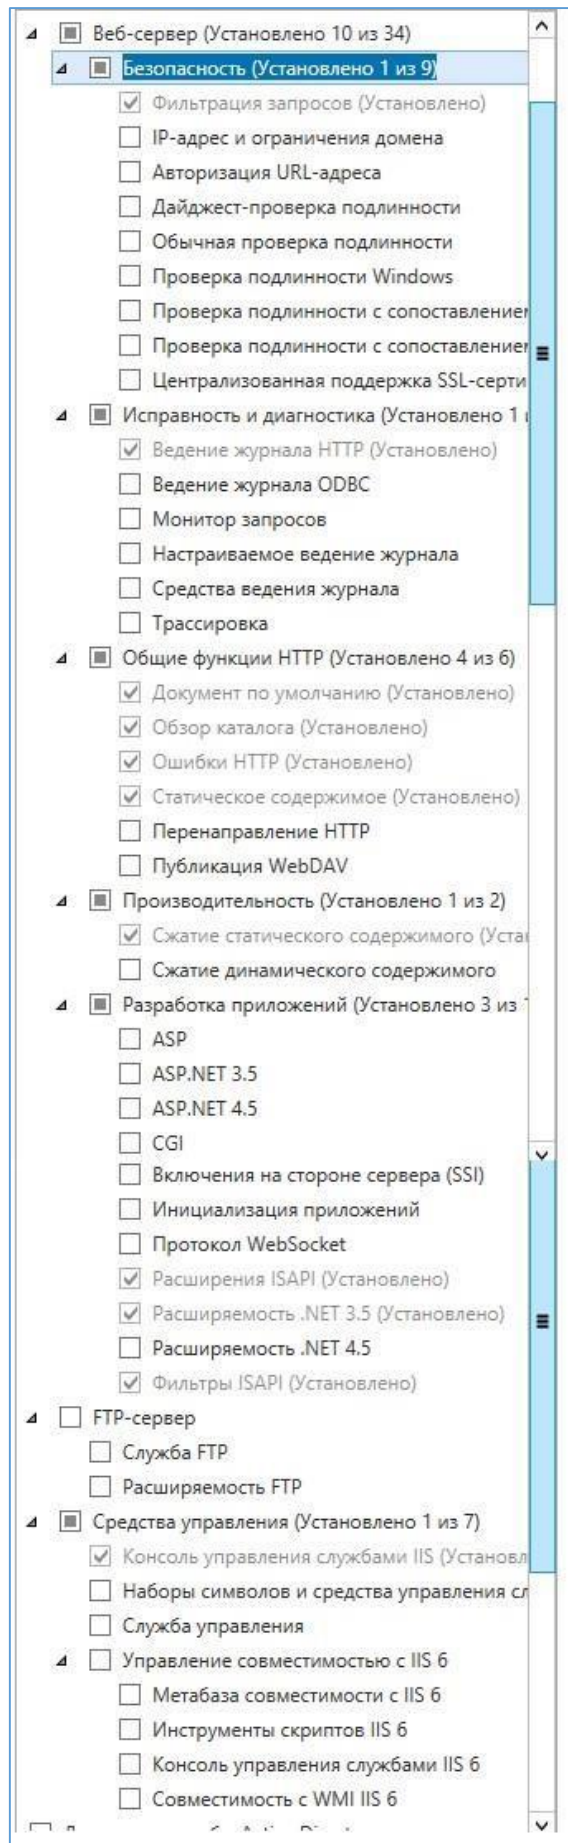 Веб-сервер (Установлено 10 из 34)
Безопасность (Установлено 1 из 9)
Фильтрация запросов (Установлено)
IP-адрес и ограничения домена
Авторизация URL-адреса
Дайджест-проверка подлинности
Обычная проверка подлинности
Проверка подлинности Windows
Проверка подлинности с сопоставлением
Проверка подлинности с сопоставлением
Централизованная поддержка SSL-серти
Исправность и диагностика (Установлено 1
Ведение журнала HTTP (Установлено)
Ведение журнала ODBC
Монитор запросов
Настраиваемое ведение журнала
Средства ведения журнала
Трассировка
Общие функции HTTP (Установлено 4 из 6)
Документ по умолчанию (Установлено)
Обзор каталога (Установлено)
Ошибки HTTP (Установлено)
Статическое содержимое (Установлено)
Перенаправление HTTP
Публикация WebDAV
Производительность (Установлено 1 из 2)
Сжатие статического содержимого (Уста
Сжатие динамического содержимого
Разработка приложений (Установлено 3 из
ASP
ASP.NET 3.5
ASP.NET 4.5
CGI
Включения на стороне сервера (SSI)
Инициализация приложений
Протокол WebSocket
Расширения ISAPI (Установлено)
Расширяемость .NET 3.5 (Установлено)
Расширяемость .NET 4.5
Фильтры ISAPI (Установлено)
FTP-сервер
Служба FTP
Расширяемость FTP
Средства управления (Установлено 1 из 7)
Консоль управления службами IIS (Установл
Наборы символов и средства управления сл
Служба управления
Управление совместимостью с IIS 6
Метабаза совместимости с IIS 6
Инструменты скриптов IIS 6
Консоль управления службами IIS 6
Совместимость с WMI IIS 6